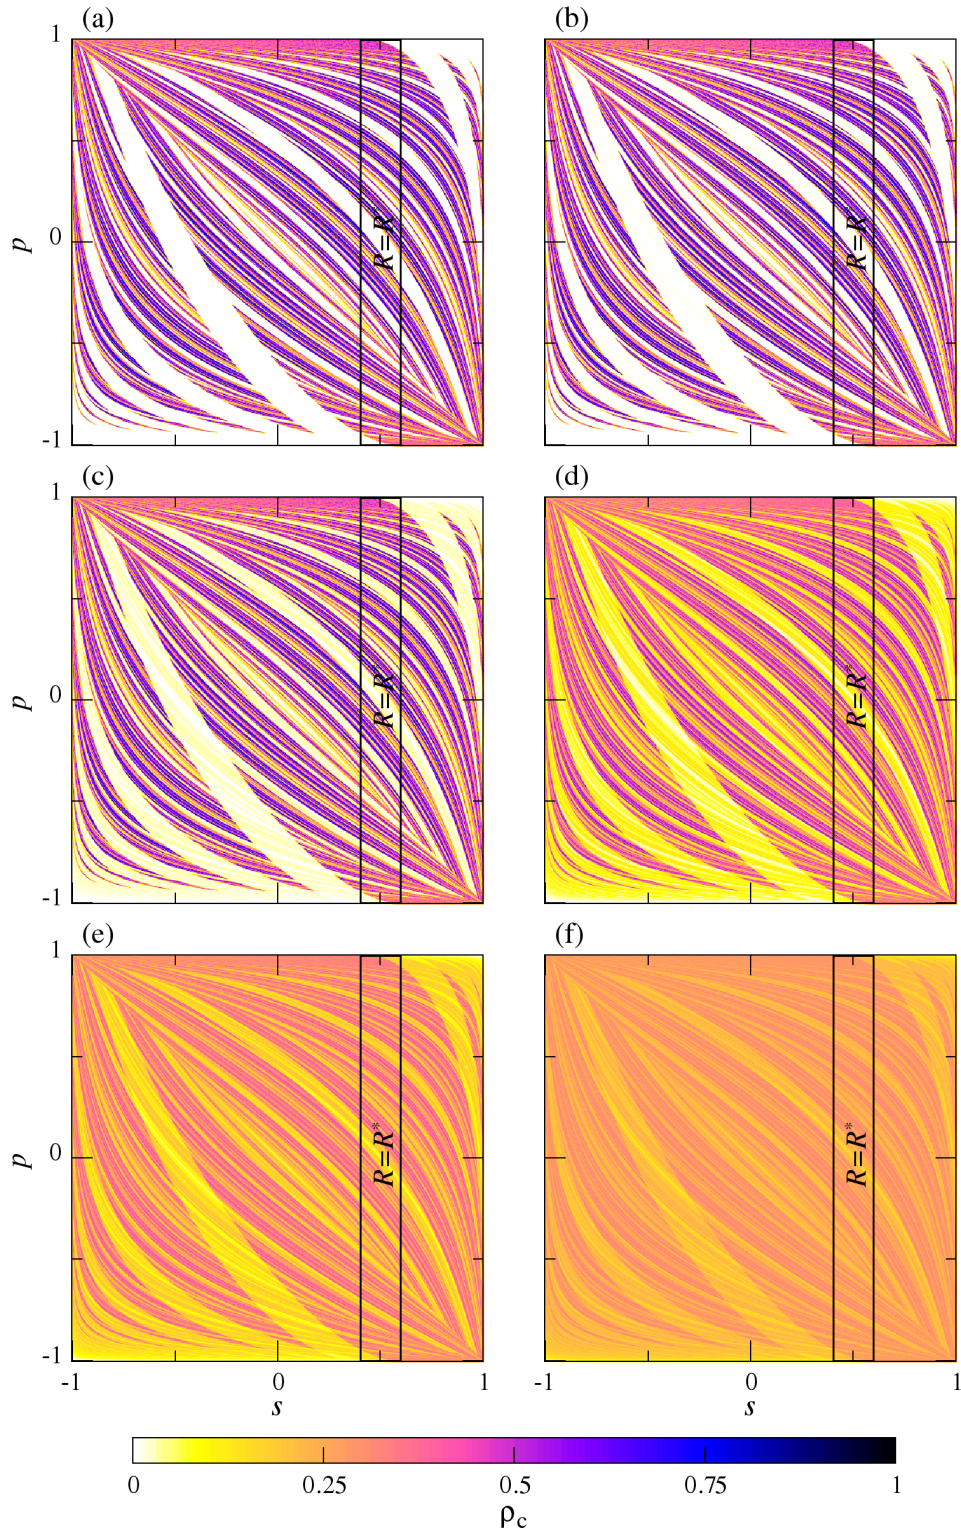 (a) (b)
1
p 0 R=R* R=R*
-1
(c) (d)
1
p 0 R=R* R=R*
-1
(e) (f)
1
p 0 R=R* R=R*
-1
-1 0 1 -1 0 1
s s
0 0.25 0.5 0.75 1
ρc